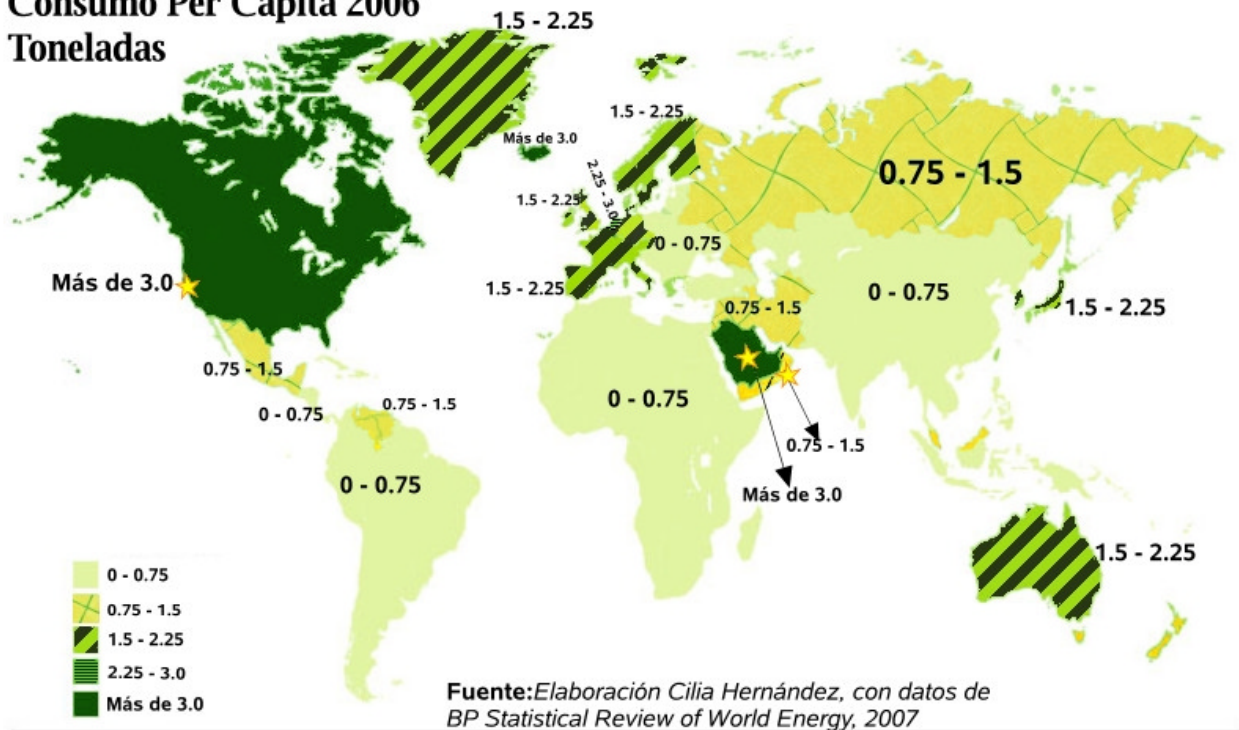 Consumo Per Cápita 2006
Toneladas
1.5 - 2.25
Más de 3.0
1.5 - 2.25
2.25 - 3.0
1.5 - 2.25
0.75 - 1.5
0 - 0.75
Más de 3.0
1.5 - 2.25
0 - 0.75
0.75 - 1.5
1.5 - 2.25
0.75 - 1.5
0 - 0.75
0.75 - 1.5
0 - 0.75
0.75 - 1.5
0 - 0.75
Más de 3.0
1.5 - 2.25
0 - 0.75
0.75 - 1.5
1.5 - 2.25
2.25 - 3.0
Más de 3.0
Fuente:Elaboración Cilia Hernández, con datos de
BP Statistical Review of World Energy, 2007